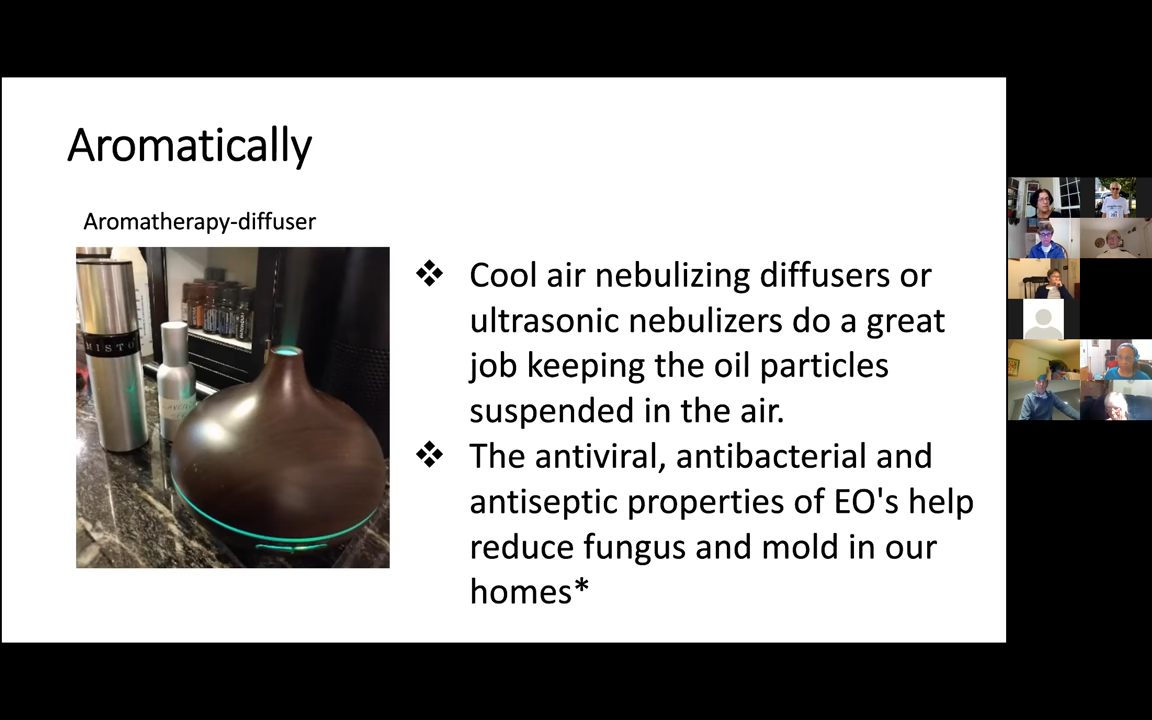 Aromatically
Aromatherapy-diffuser
MISTO
❖ Cool air nebulizing diffusers or
ultrasonic nebulizers do a great
job keeping the oil particles
suspended in the air.
❖ The antiviral, antibacterial and
antiseptic properties of EO's help
reduce fungus and mold in our
homes*